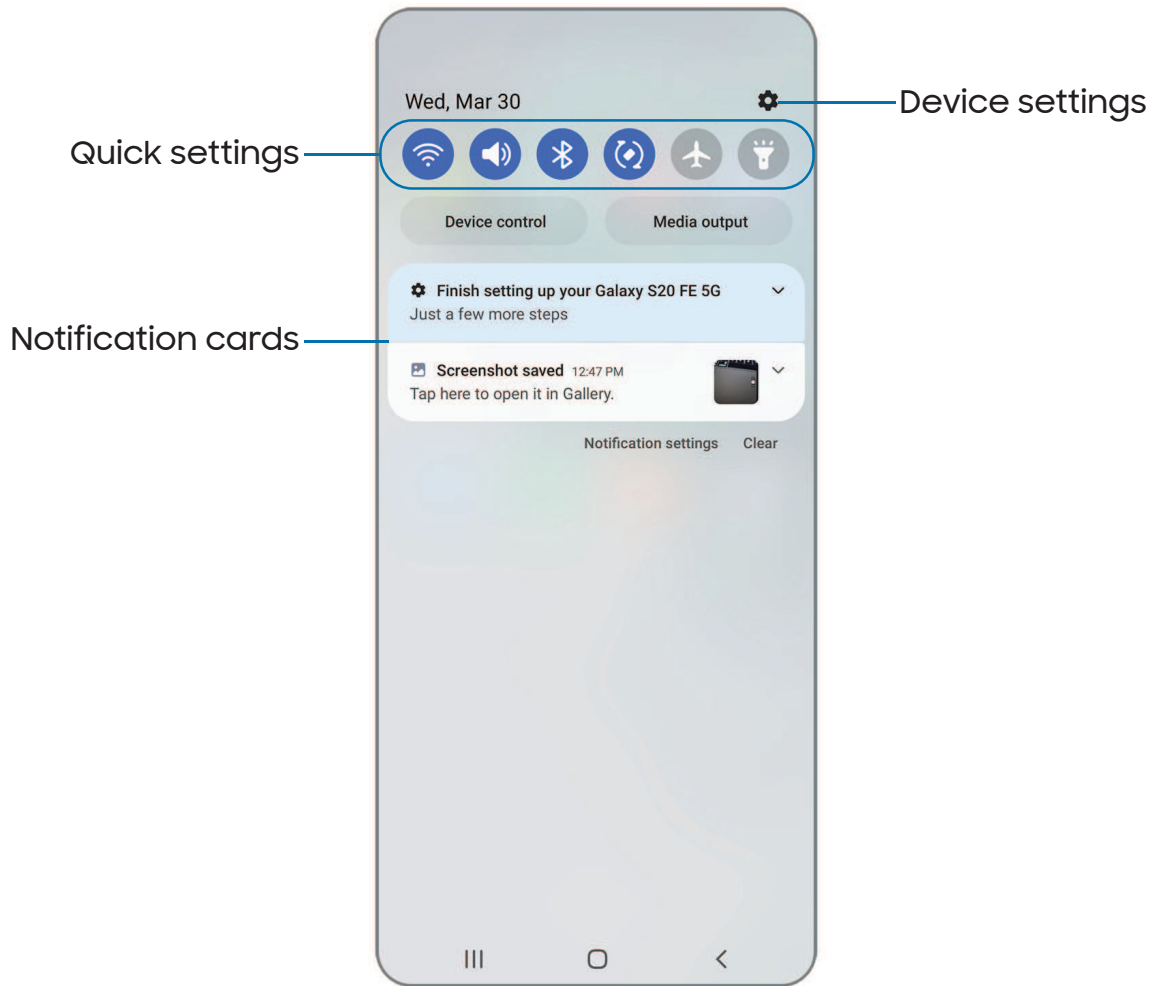 Wed, Mar 30
Device settings
Quick settings
Device control
Media output
Finish setting up your Galaxy S20 FE 5G
Just a few more steps
Notification cards
Screenshot saved 12:47 PM
Tap here to open it in Gallery.
Notification settings
Clear